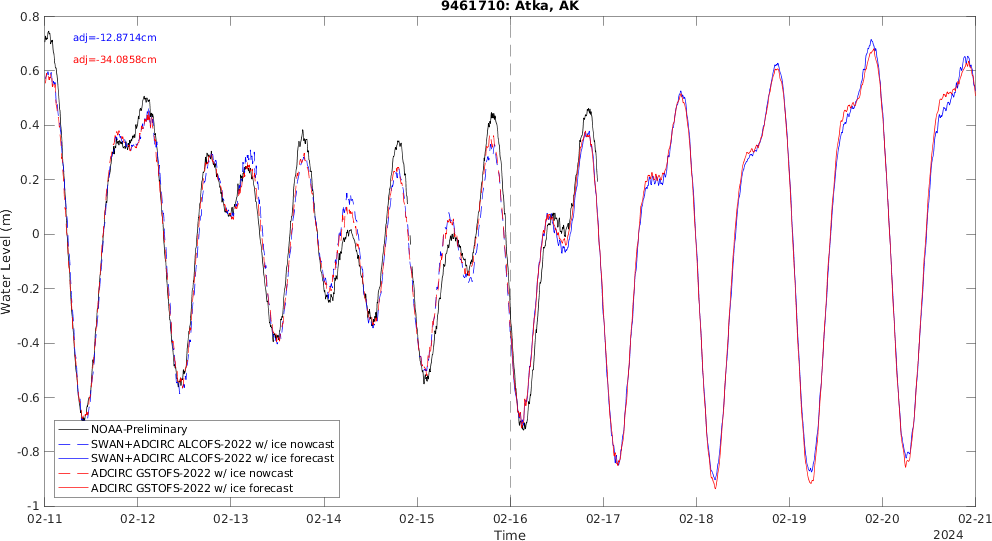 9461710: Atka, AK
adj=-12.8714cm
adj=-34.0858cm
Water Level (m)
0.8
0.6
0.4
0.2
0
-0.2
-0.4
-0.6
-0.8
-1
NOAA-Preliminary
SWAN+ADCIRC ALCOFS-2022 w/ ice nowcast
SWAN+ADCIRC ALCOFS-2022 w/ ice forecast
ADCIRC GSTOFS-2022 w/ ice nowcast
ADCIRC GSTOFS-2022 w/ ice forecast
02-11 02-12 02-13 02-14 02-15 02-16 02-17 02-18 02-19 02-20 02-21
Time
2024